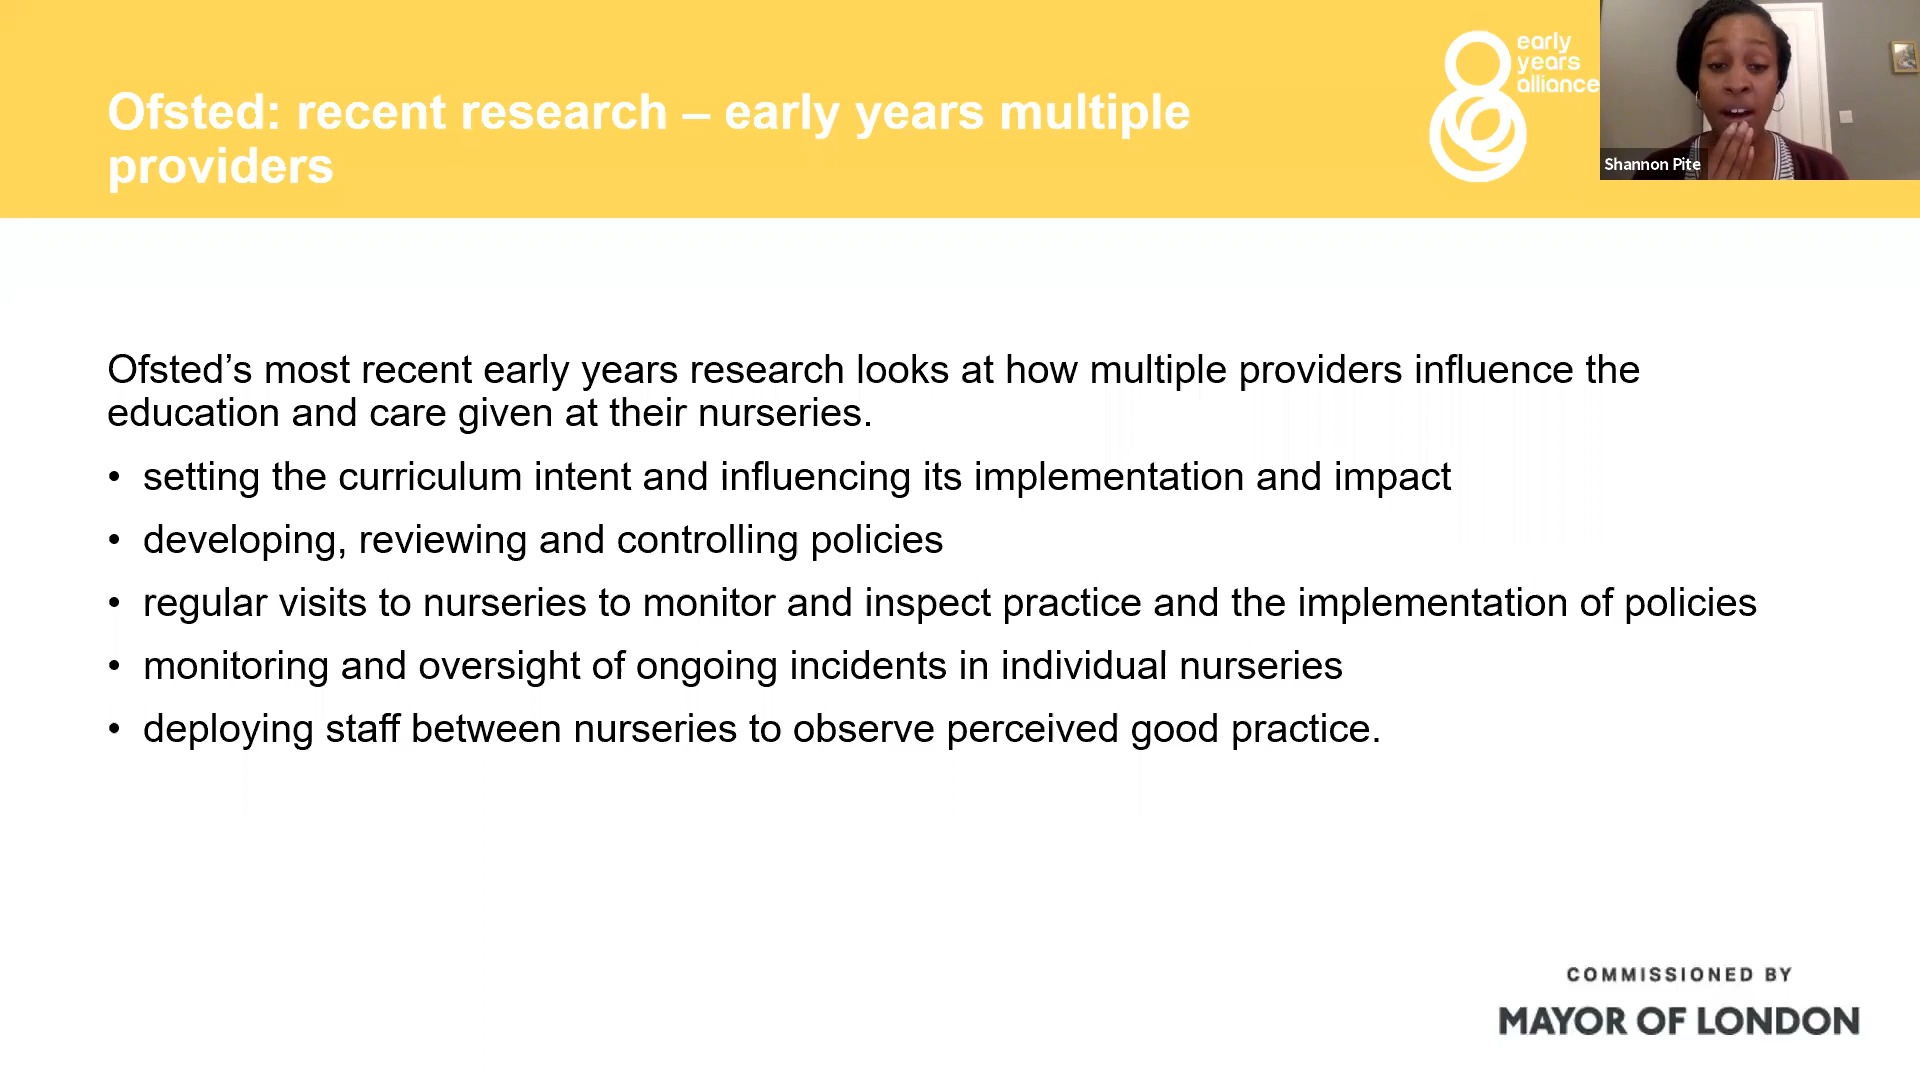 Ofsted: recent research – early years multiple
providers
early
years
alliance
Shannon Pite
Ofsted’s most recent early years research looks at how multiple providers influence the
education and care given at their nurseries.
• setting the curriculum intent and influencing its implementation and impact
• developing, reviewing and controlling policies
• regular visits to nurseries to monitor and inspect practice and the implementation of policies
• monitoring and oversight of ongoing incidents in individual nurseries
• deploying staff between nurseries to observe perceived good practice.
COMMISSIONED BY
MAYOR OF LONDON